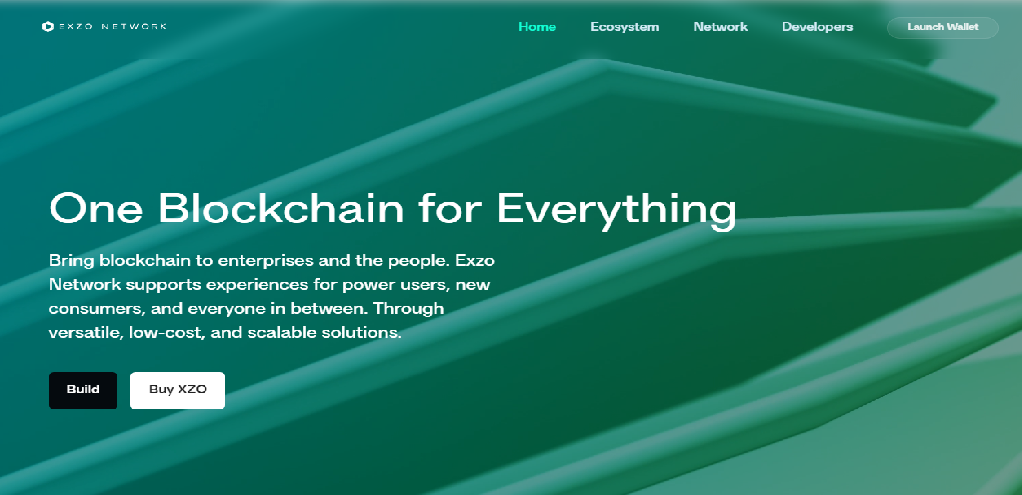 EXZO NETWORK
Home
Ecosystem
Network
Developers
Launch Wallet
One Blockchain for Everything
Bring blockchain to enterprises and the people. Exzo
Network supports experiences for power users, new
consumers, and everyone in between. Through
versatile, low-cost, and scalable solutions.
Build
Buy XZO